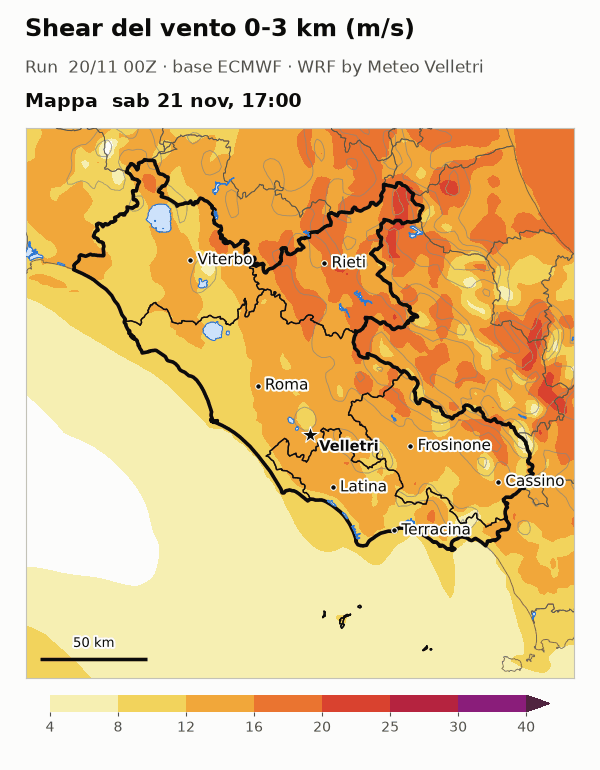 Shear del vento 0-3 km (m/s)
Run  20/11 00Z · base ECMWF · WRF by Meteo Velletri
Mappa  sab 21 nov, 17:00
Viterbo
Rieti
Roma
Velletri
Frosinone
Cassino
Latina
Terracina
50 km
4 8 12 16 20 25 30 40